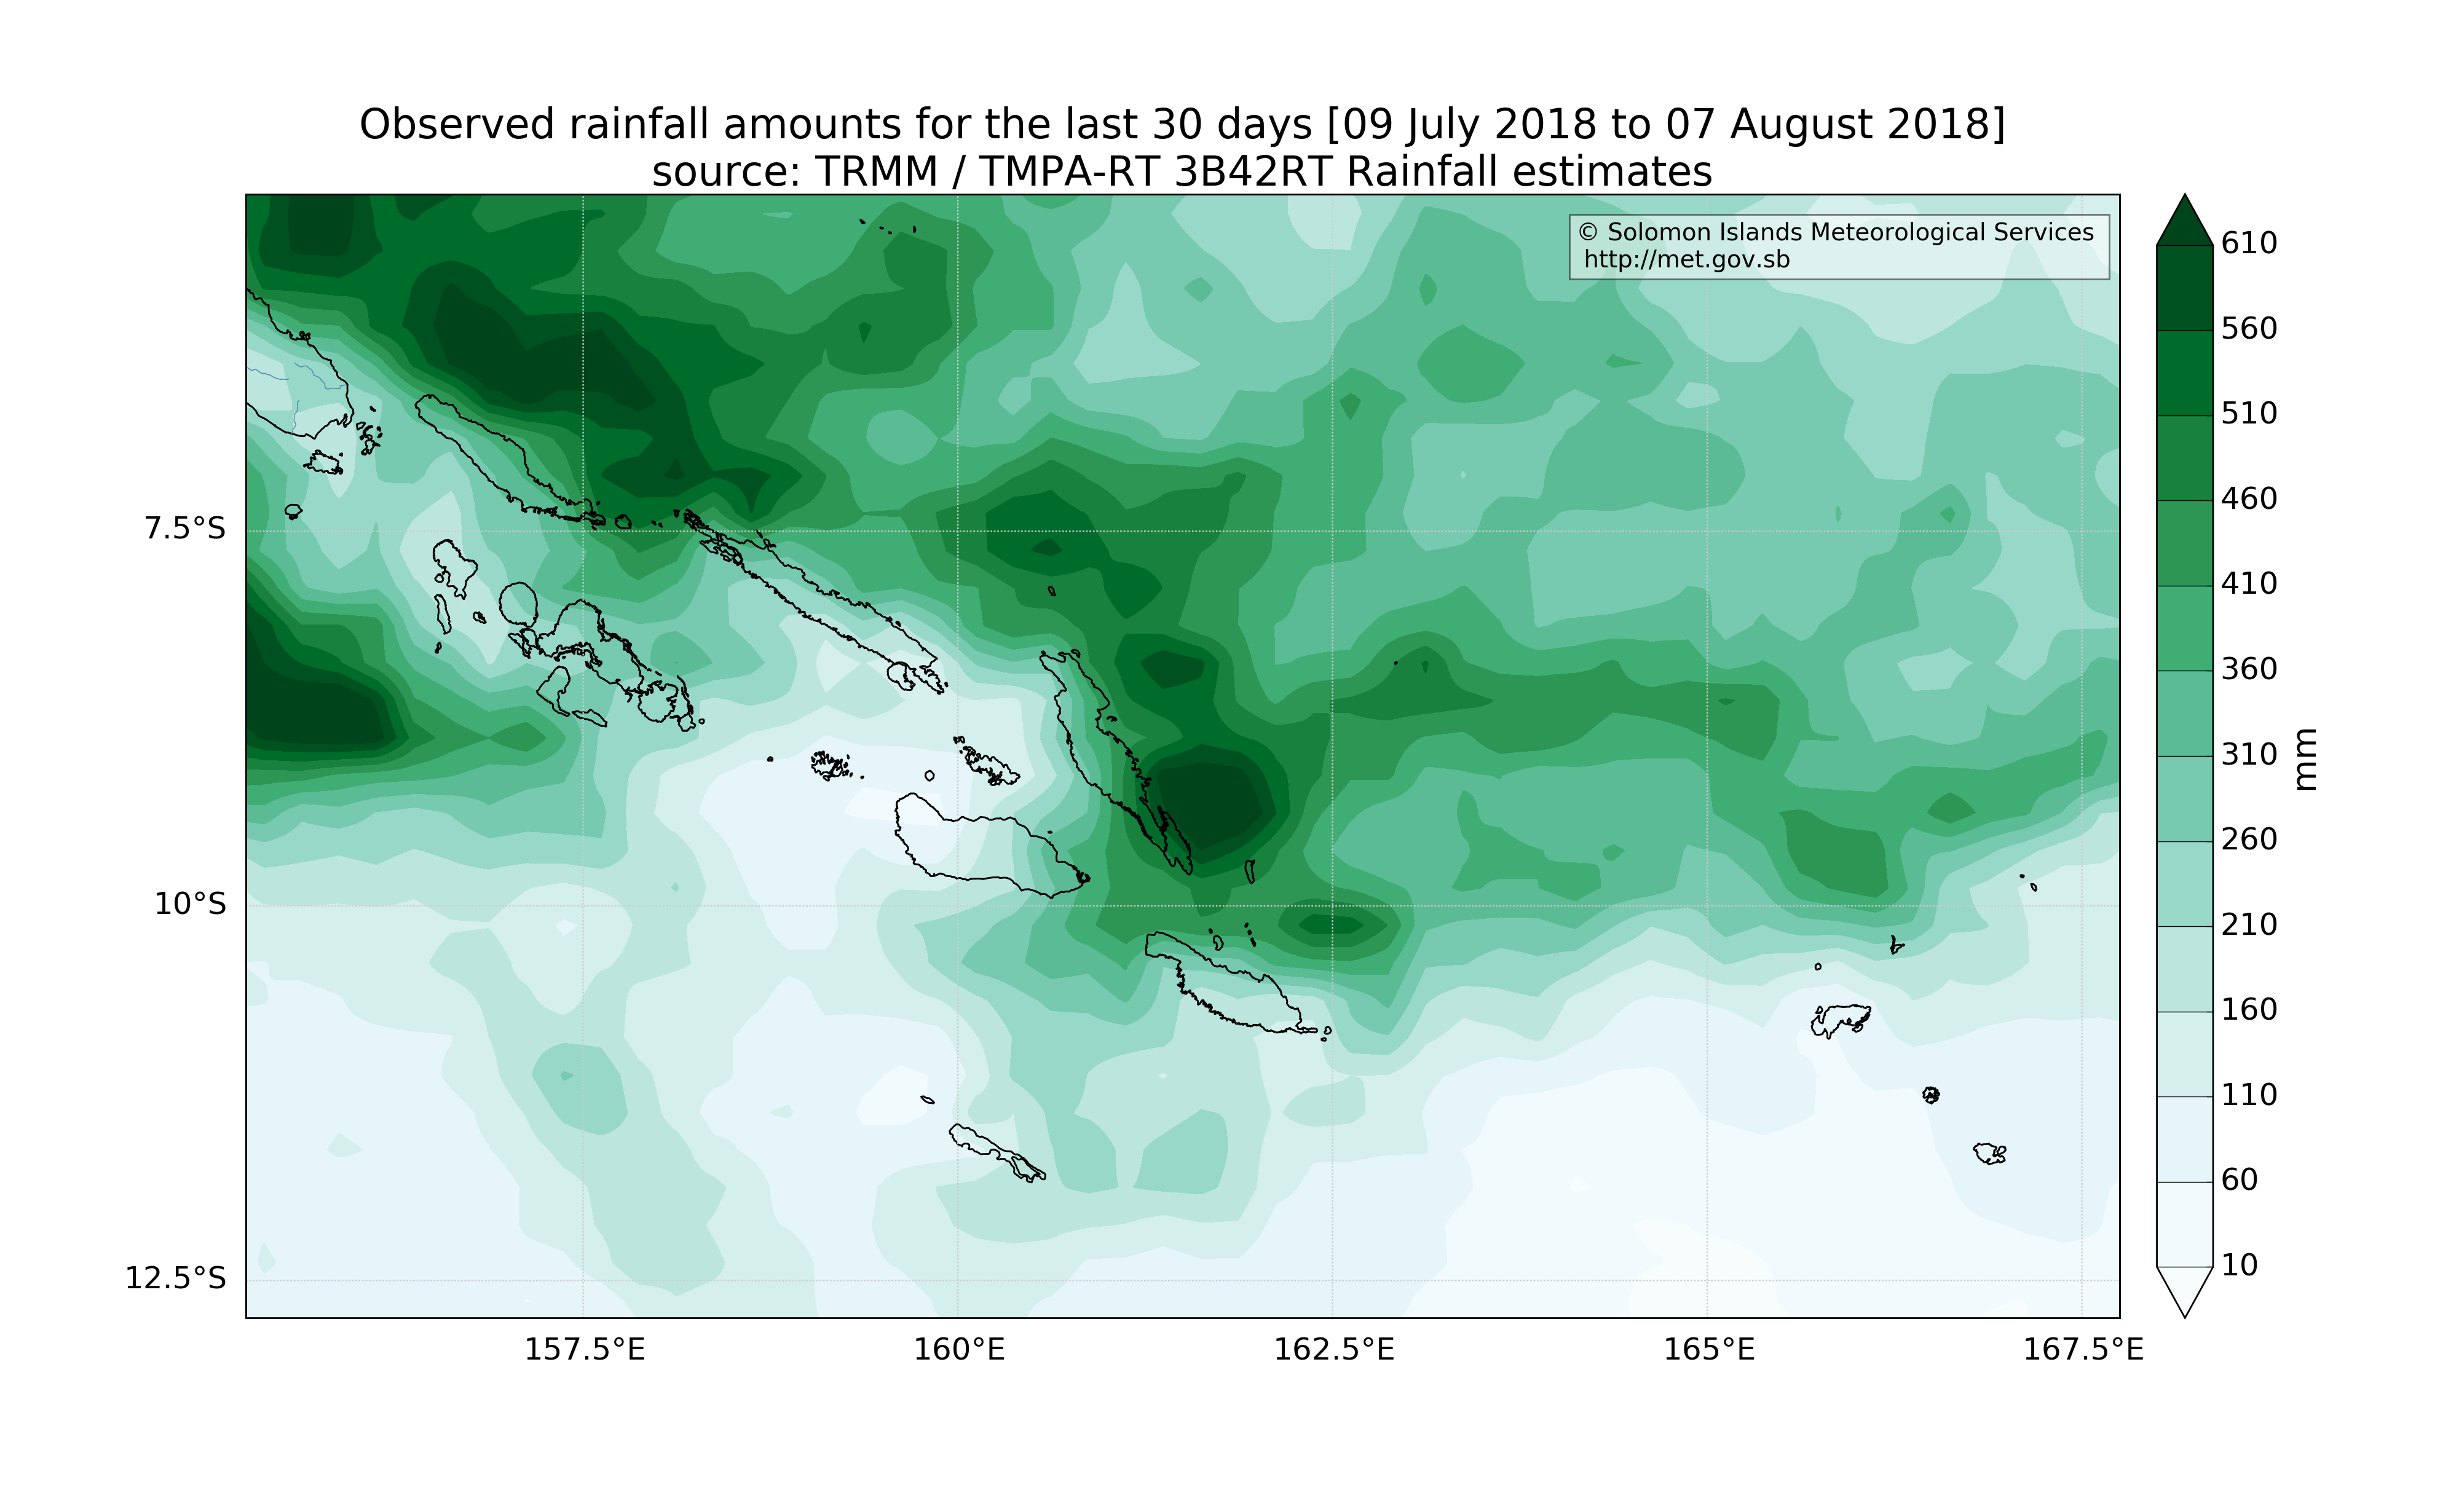 Observed rainfall amounts for the last 30 days [09 July 2018 to 07 August 2018]
source: TRMM / TMPA-RT 3B42RT Rainfall estimates
© Solomon Islands Meteorological Services
http://met.gov.sb
610
560
510
460
410
360
310
260
210
160
110
60
10
mm
7.5°S
10°S
12.5°S
157.5°E
160°E
162.5°E
165°E
167.5°E